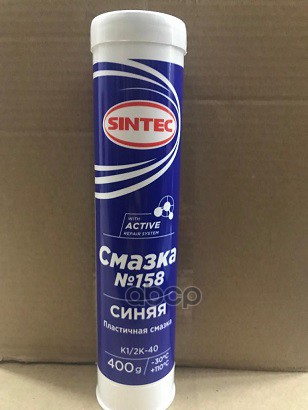 SINTEC
WITH
ACTIVE
REPAIR SYSTEM
Смазка
№158
СИНЯЯ
Пластичная смазка
К1/2К-40
400g
-30°C
+110°C